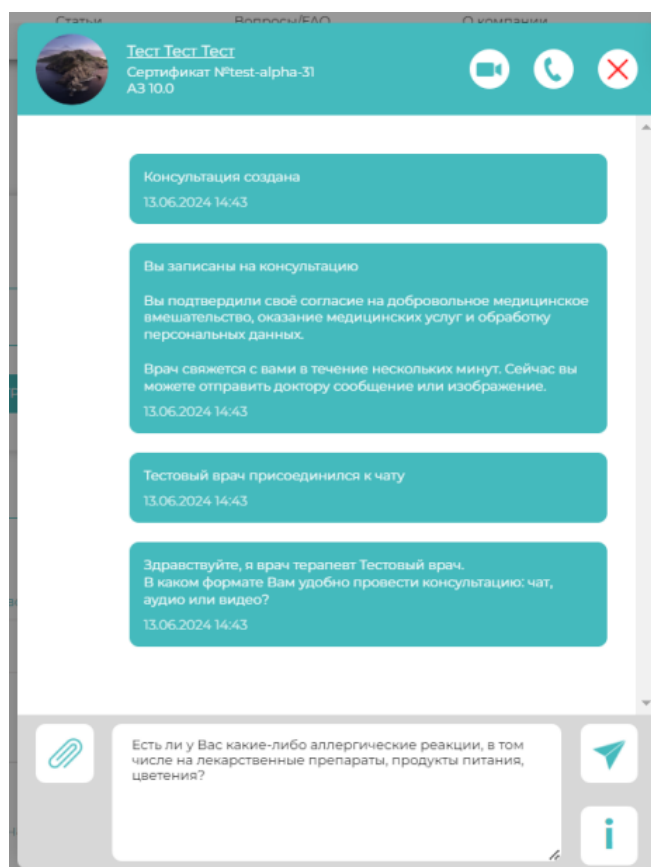 Статьи Вопросы/FAQ О компании
Тест Тест Тест
Сертификат №test-alpha-31
АЗ 10.0
Консультация создана
13.06.2024 14:43
Вы записаны на консультацию
Вы подтвердили своё согласие на добровольное медицинское
вмешательство, оказание медицинских услуг и обработку
персональных данных.
Врач свяжется с вами в течение нескольких минут. Сейчас вы
можете отправить доктору сообщение или изображение.
13.06.2024 14:43
Тестовый врач присоединился к чату
13.06.2024 14:43
Здравствуйте, я врач терапевт Тестовый врач.
В каком формате Вам удобно провести консультацию: чат,
аудио или видео?
13.06.2024 14:43
Есть ли у Вас какие-либо аллергические реакции, в том
числе на лекарственные препараты, продукты питания,
цветения?